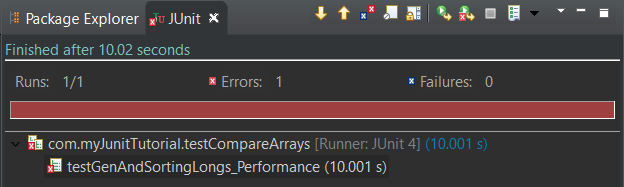 Package Explorer JUnit
Finished after 10.02 seconds
Runs: 1/1 Errors: 1 Failures: 0
com.myJunitTutorial.testCompareArrays [Runner: JUnit 4] (10.001 s)
testGenAndSortingLongs_Performance (10.001 s)